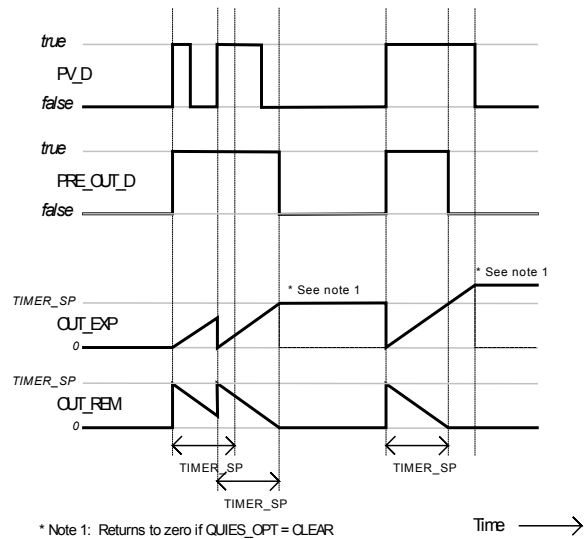 true
PV_D
false
true
PRE_OUT_D
false
* See note 1
* See note 1
TIMER_SP
OUT_EXP
0
TIMER_SP
OUT_REM
0
TIMER_SP
TIMER_SP
TIMER_SP
* Note 1: Returns to zero if QUIES_OPT = CLEAR
Time